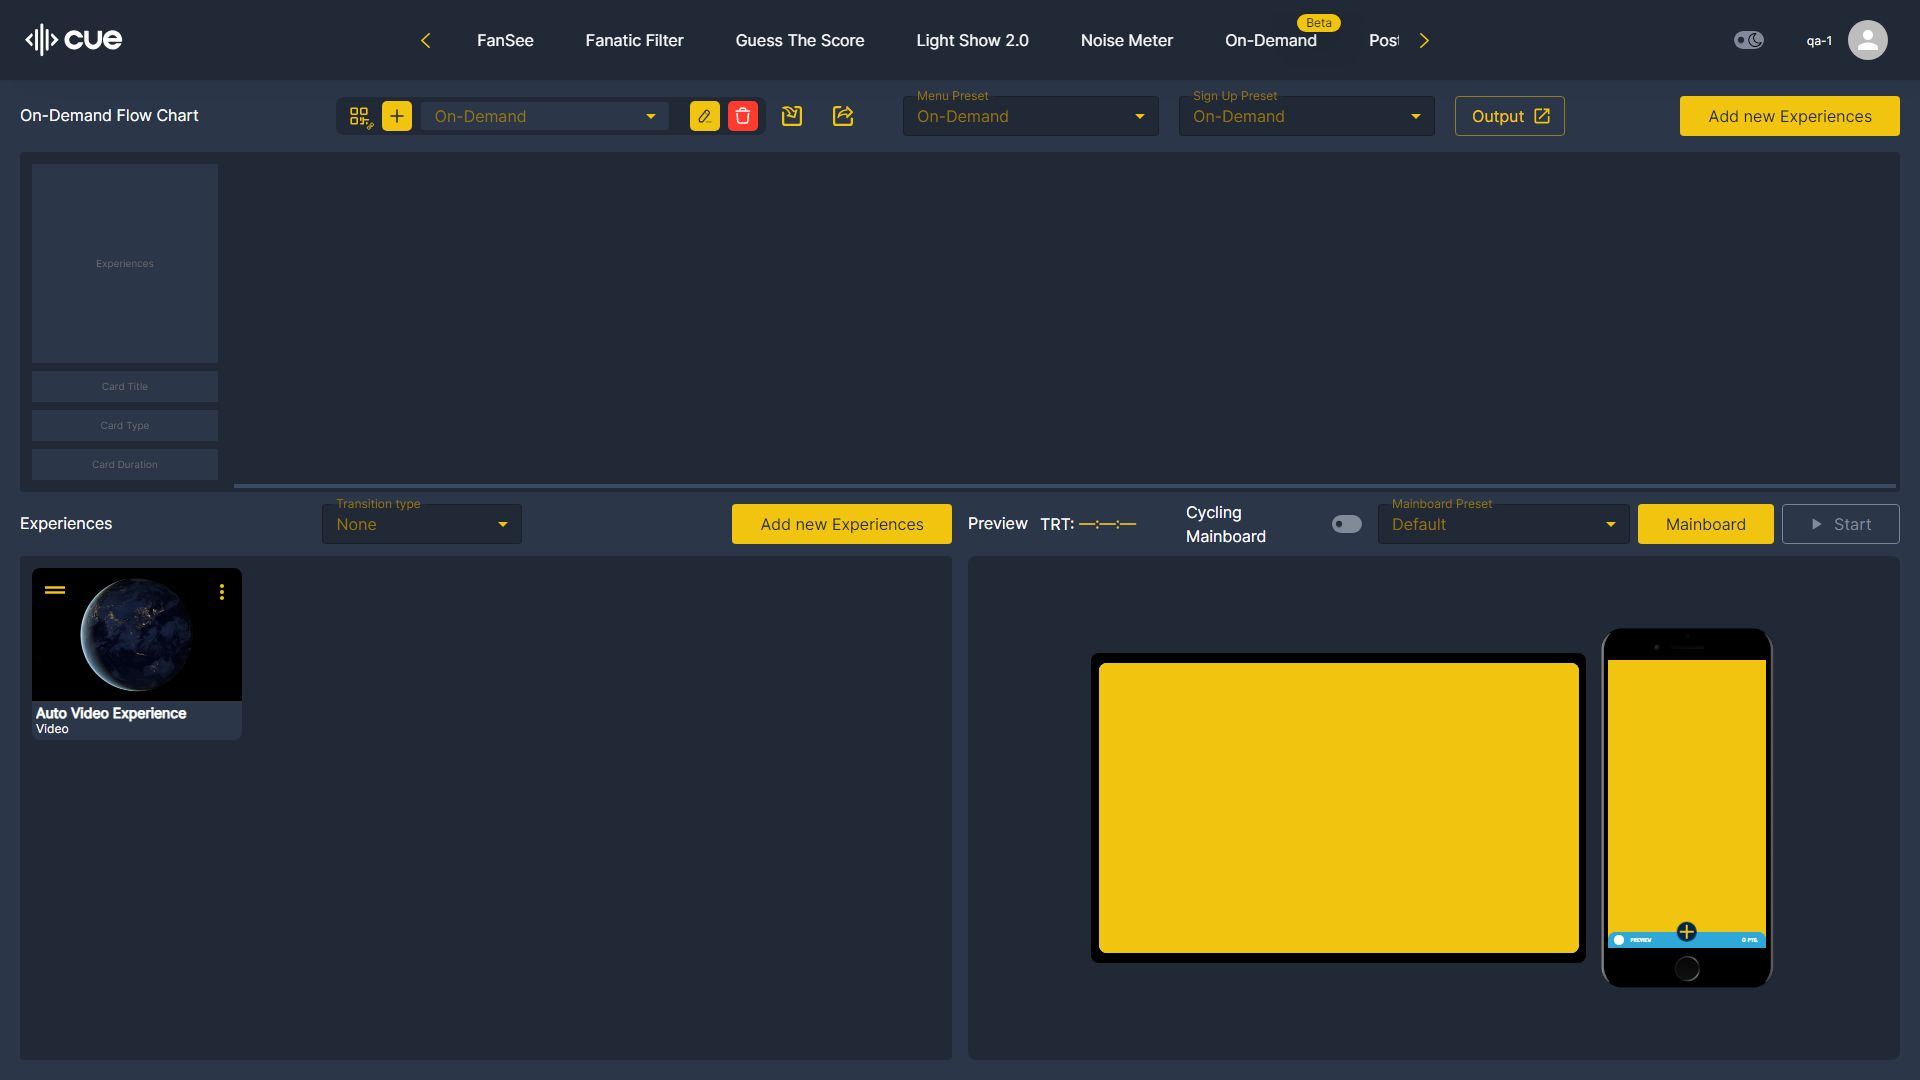 cue
FanSee
Fanatic Filter
Guess The Score
Light Show 2.0
Noise Meter
On-Demand
Beta
Pos
qa-1
On-Demand Flow Chart
On-Demand
Menu Preset
On-Demand
Sign Up Preset
On-Demand
Output
Add new Experiences
Experiences
Card Title
Card Type
Card Duration
Experiences
Transition type
None
Add new Experiences
Preview
TRT: —:—:—
Cycling
Mainboard
Mainboard Preset
Default
Mainboard
Start
Auto Video Experience
Video
PREVIEW
0 PTS.